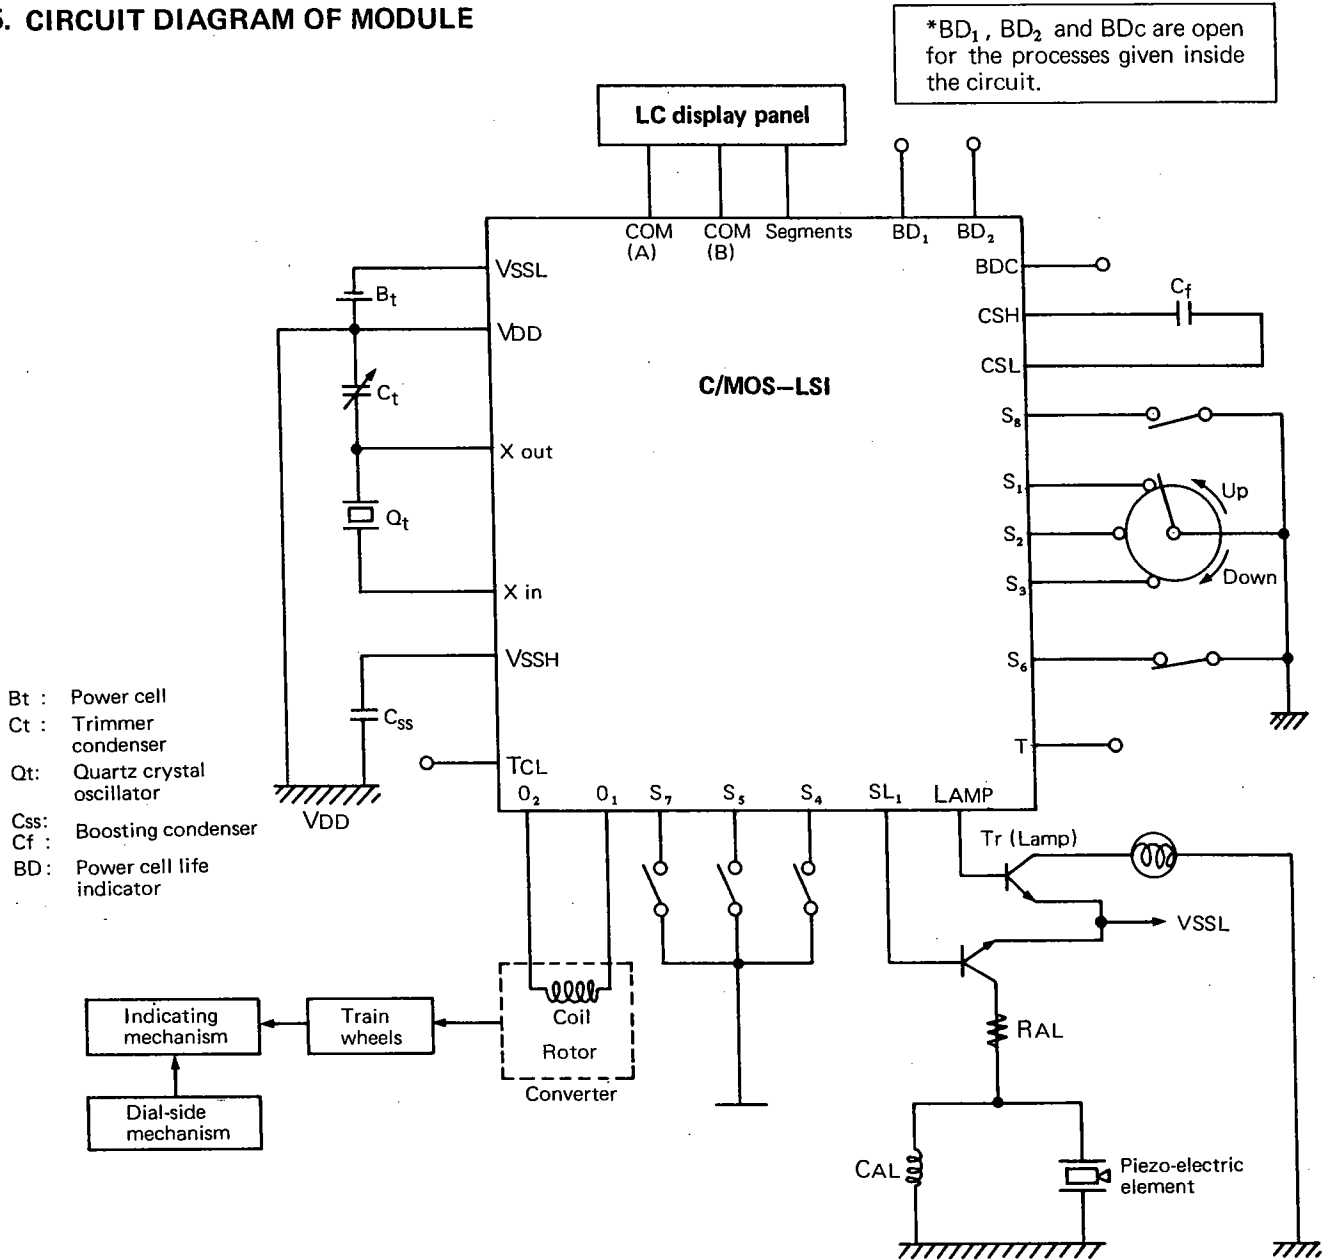 5. CIRCUIT DIAGRAM OF MODULE
*BD1, BD2 and BDc are open
for the processes given inside
the circuit.
LC display panel
COM
(A)
COM
(B)
Segments
BD1
BD2
VSSL
Bt
VDD
Ct
X out
Qt
X in
VSSH
Css
TCL
VDD
C/MOS–LSI
BDC
CSH
Cf
CSL
S8
S1
Up
S2
S3
Down
S6
T
O2
O1
S7
S5
S4
SL1
LAMP
Bt : Power cell
Ct : Trimmer
condenser
Qt: Quartz crystal
oscillator
Css:
Cf : Boosting condenser
BD: Power cell life
indicator
Tr (Lamp)
VSSL
RAL
CAL
Piezo-electric
element
Coil
Rotor
Converter
Train
wheels
Indicating
mechanism
Dial-side
mechanism